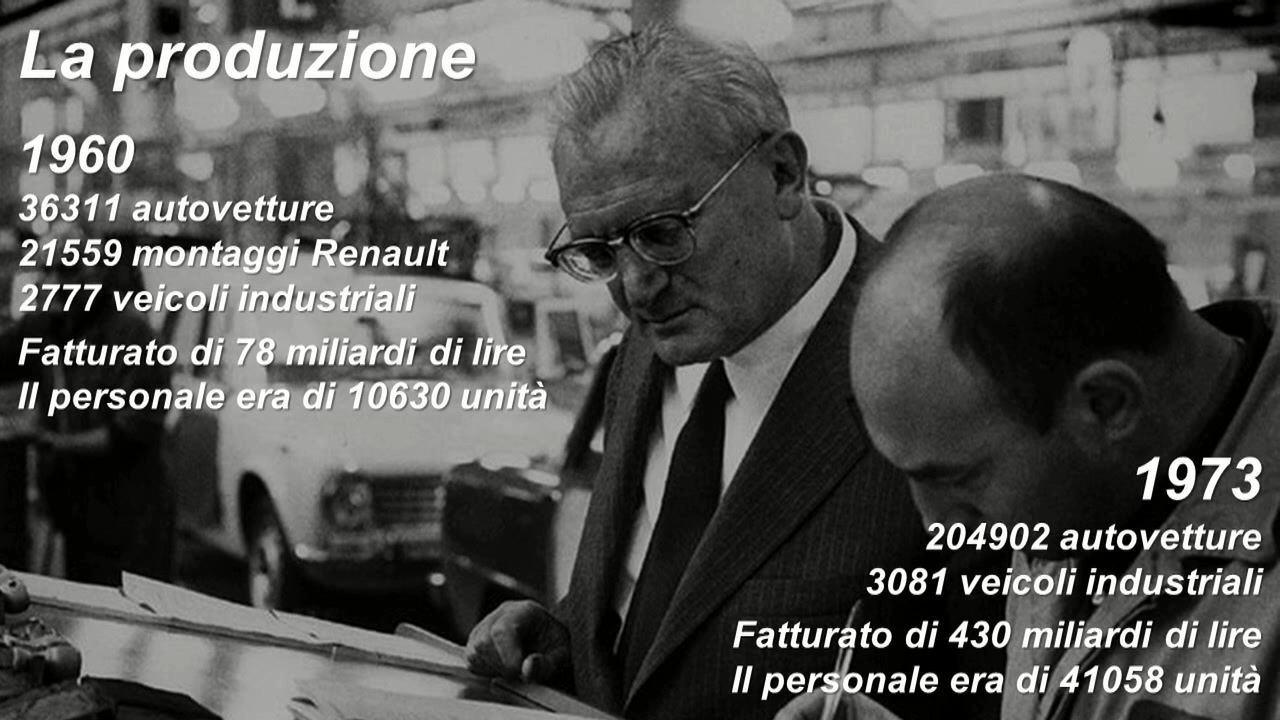 La produzione
1960
36311 autovetture
21559 montaggi Renault
2777 veicoli industriali
Fatturato di 78 miliardi di lire
Il personale era di 10630 unità
1973
204902 autovetture
3081 veicoli industriali
Fatturato di 430 miliardi di lire
Il personale era di 41058 unità